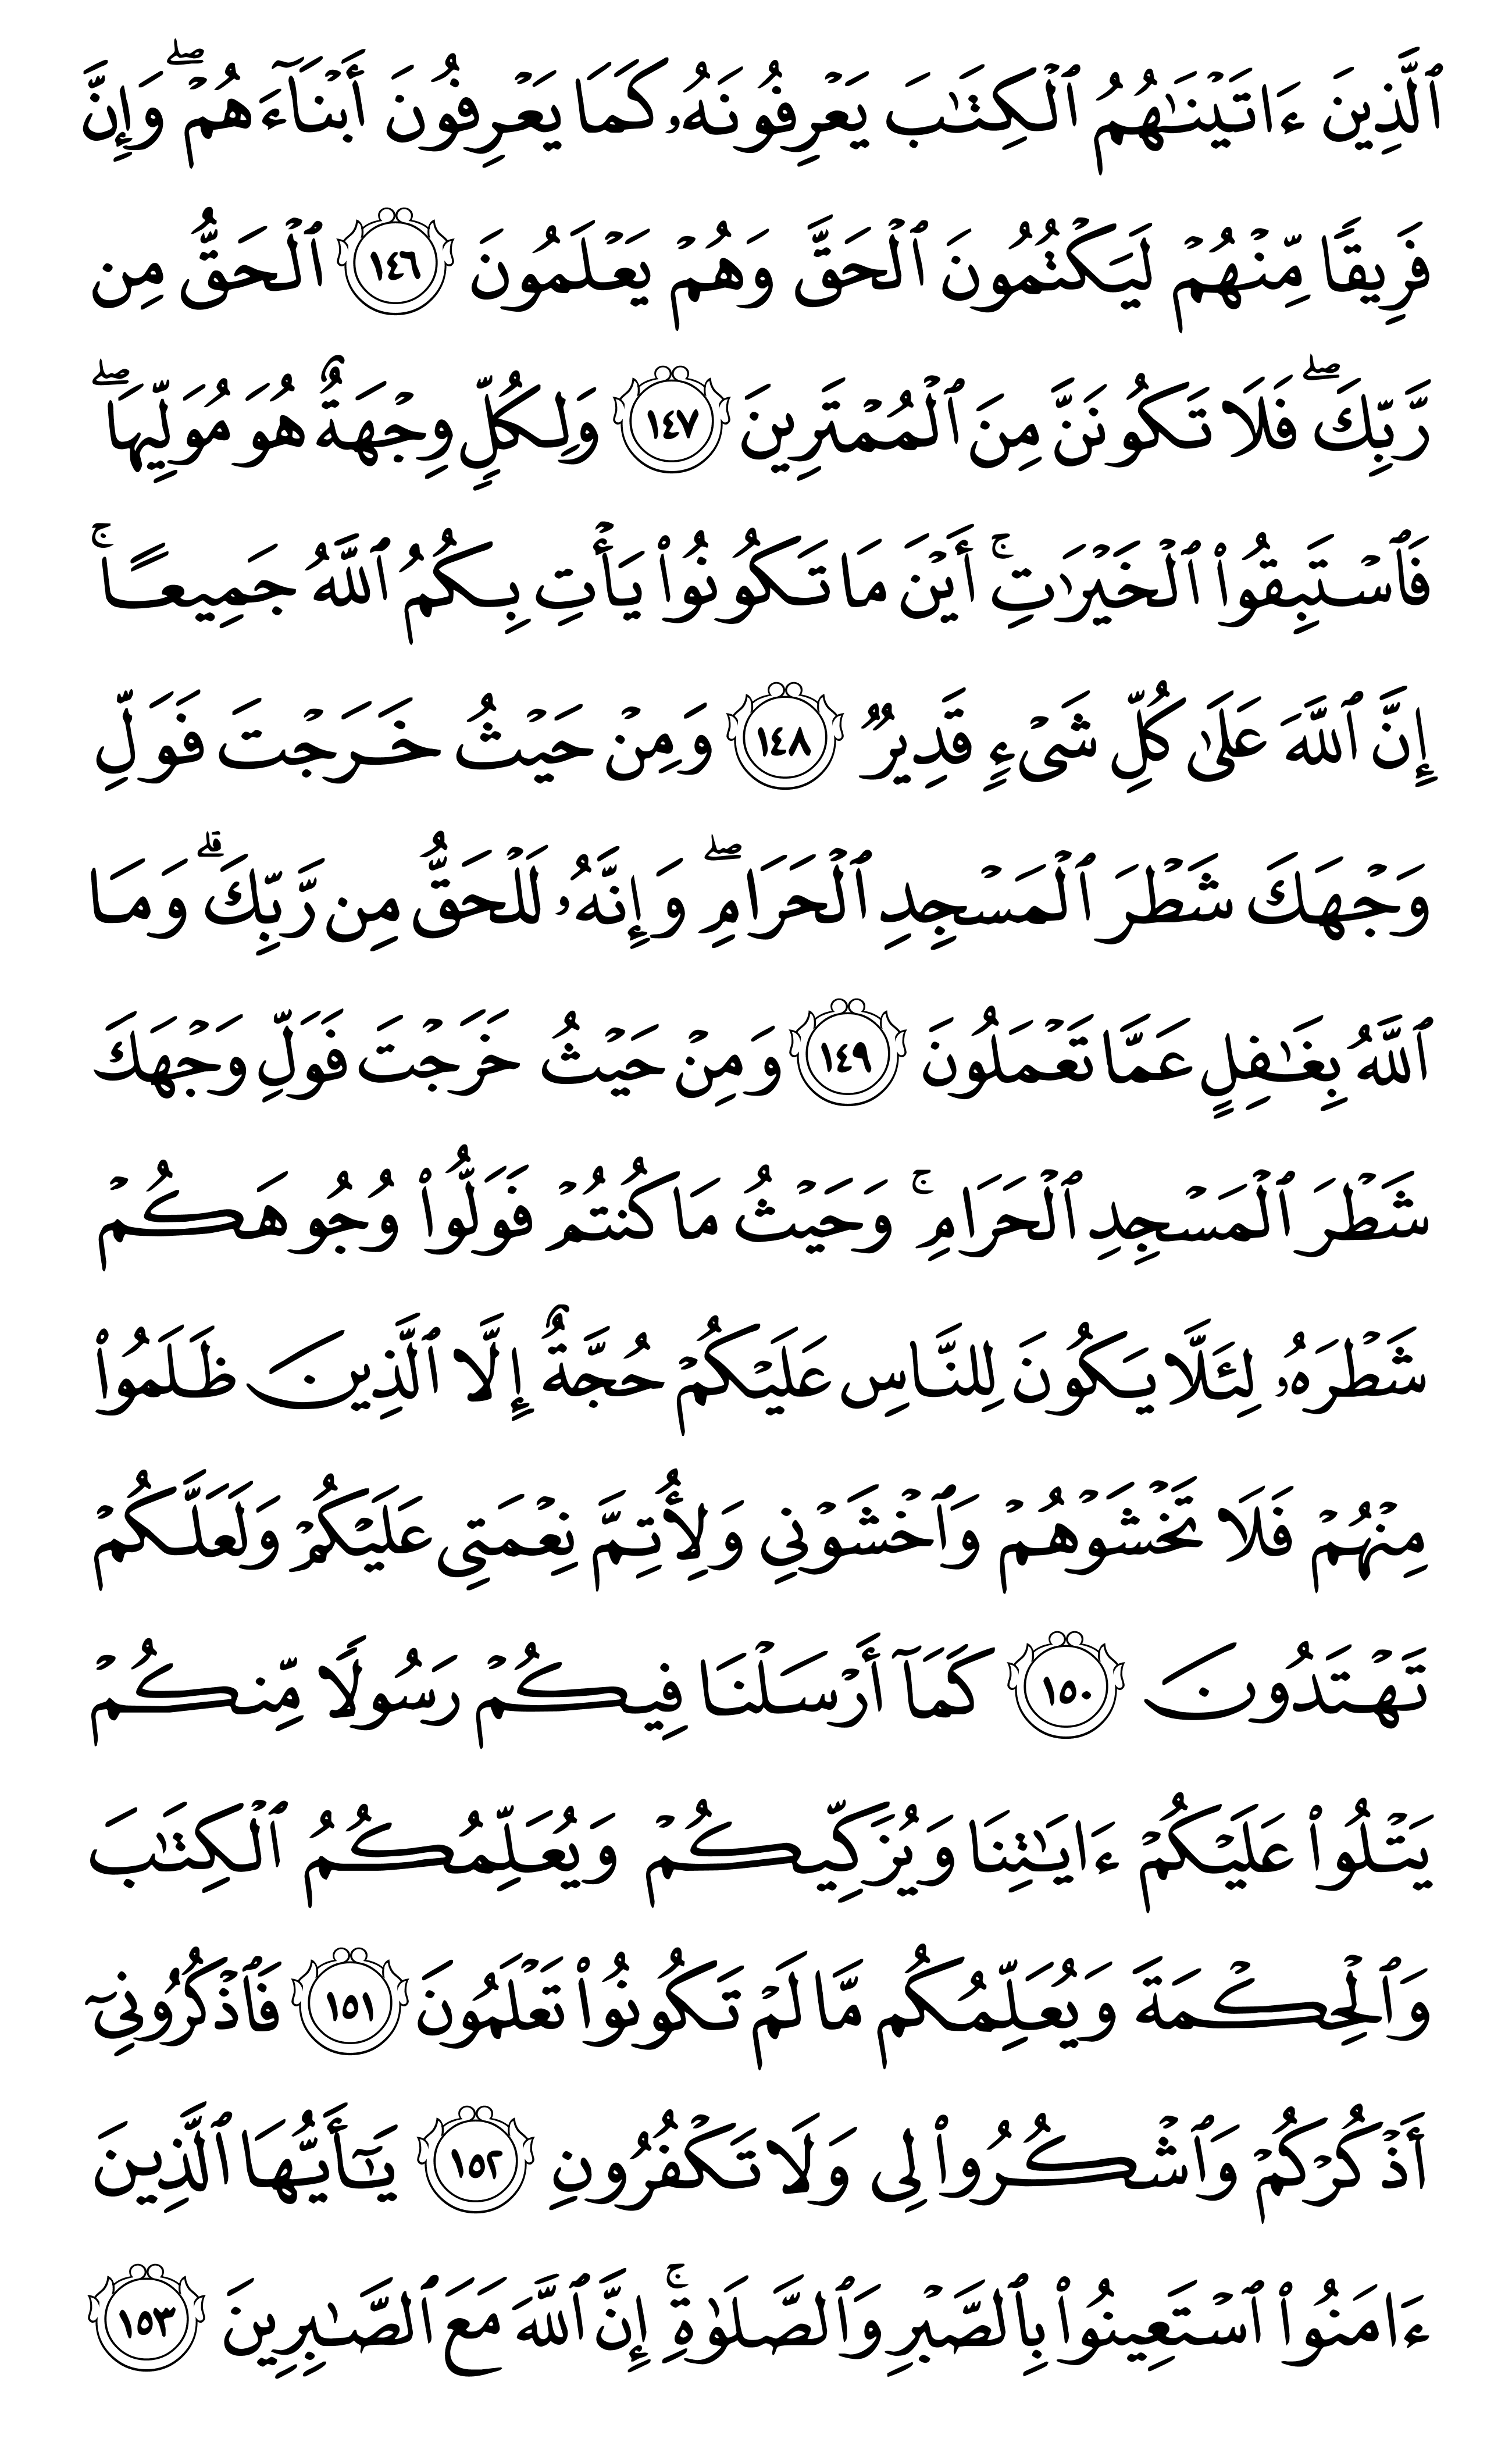 ٱلَّذِينَ ءَاتَيْنَـٰهُمُ ٱلْكِتَـٰبَ يَعْرِفُونَهُۥ كَمَا يَعْرِفُونَ أَبْنَآءَهُمْ ۖ وَإِنَّ
فَرِيقًا مِّنْهُمْ لَيَكْتُمُونَ ٱلْحَقَّ وَهُمْ يَعْلَمُونَ ١٤٦ ٱلْحَقُّ مِن
رَّبِّكَ ۖ فَلَا تَكُونَنَّ مِنَ ٱلْمُمْتَرِينَ ١٤٧ وَلِكُلٍّ وِجْهَةٌ هُوَ مُوَلِّيهَا ۖ
فَٱسْتَبِقُوا۟ ٱلْخَيْرَٰتِ ۚ أَيْنَ مَا تَكُونُوا۟ يَأْتِ بِكُمُ ٱللَّهُ جَمِيعًا ۚ
إِنَّ ٱللَّهَ عَلَىٰ كُلِّ شَىْءٍ قَدِيرٌ ١٤٨ وَمِنْ حَيْثُ خَرَجْتَ فَوَلِّ
وَجْهَكَ شَطْرَ ٱلْمَسْجِدِ ٱلْحَرَامِ ۖ وَإِنَّهُۥ لَلْحَقُّ مِن رَّبِّكَ ۗ وَمَا
ٱللَّهُ بِغَـٰفِلٍ عَمَّا تَعْمَلُونَ ١٤٩ وَمِنْ حَيْثُ خَرَجْتَ فَوَلِّ وَجْهَكَ
شَطْرَ ٱلْمَسْجِدِ ٱلْحَرَامِ ۚ وَحَيْثُ مَا كُنتُمْ فَوَلُّوا۟ وُجُوهَكُمْ
شَطْرَهُۥ لِئَلَّا يَكُونَ لِلنَّاسِ عَلَيْكُمْ حُجَّةٌ إِلَّا ٱلَّذِينَ ظَلَمُوا۟
مِنْهُمْ فَلَا تَخْشَوْهُمْ وَٱخْشَوْنِي وَلِأُتِمَّ نِعْمَتِي عَلَيْكُمْ وَلَعَلَّكُمْ
تَهْتَدُونَ ١٥٠ كَمَآ أَرْسَلْنَا فِيكُمْ رَسُولًا مِّنكُمْ
يَتْلُوا۟ عَلَيْكُمْ ءَايَـٰتِنَا وَيُزَكِّيكُمْ وَيُعَلِّمُكُمُ ٱلْكِتَـٰبَ
وَٱلْحِكْمَةَ وَيُعَلِّمُكُم مَّا لَمْ تَكُونُوا۟ تَعْلَمُونَ ١٥١ فَٱذْكُرُونِىٓ
أَذْكُرْكُمْ وَٱشْكُرُوا۟ لِى وَلَا تَكْفُرُونِ ١٥٢ يَـٰٓأَيُّهَا ٱلَّذِينَ
ءَامَنُوا۟ ٱسْتَعِينُوا۟ بِٱلصَّبْرِ وَٱلصَّلَوٰةِ ۚ إِنَّ ٱللَّهَ مَعَ ٱلصَّـٰبِرِينَ ١٥٣